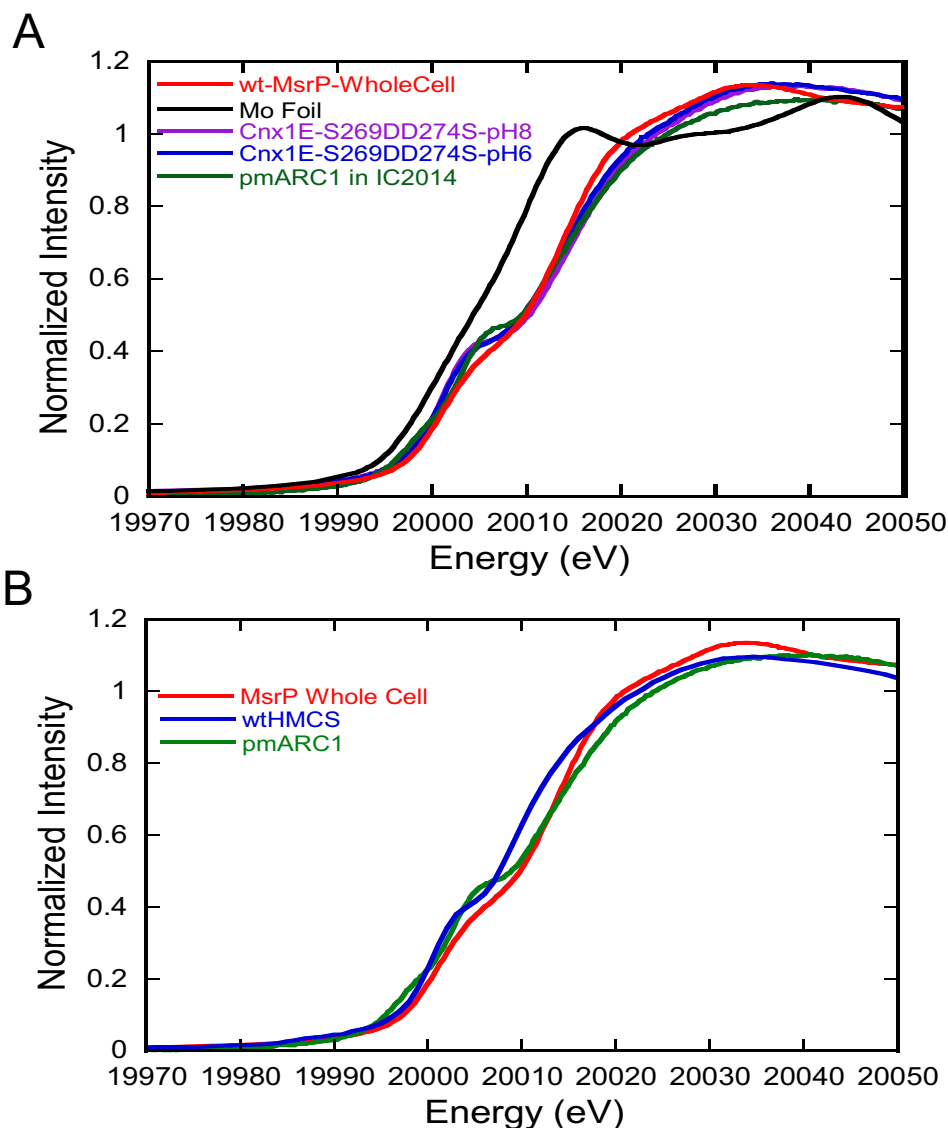 A
Normalized Intensity
1.2
1
0.8
0.6
0.4
0.2
0
wt-MsrP-WholeCell
Mo Foil
Cnx1E-S269DD274S-pH8
Cnx1E-S269DD274S-pH6
pmARC1 in IC2014
19970 19980 19990 20000 20010 20020 20030 20040 20050
Energy (eV)
B
Normalized Intensity
1.2
1
0.8
0.6
0.4
0.2
0
MsrP Whole Cell
wtHMCS
pmARC1
19970 19980 19990 20000 20010 20020 20030 20040 20050
Energy (eV)